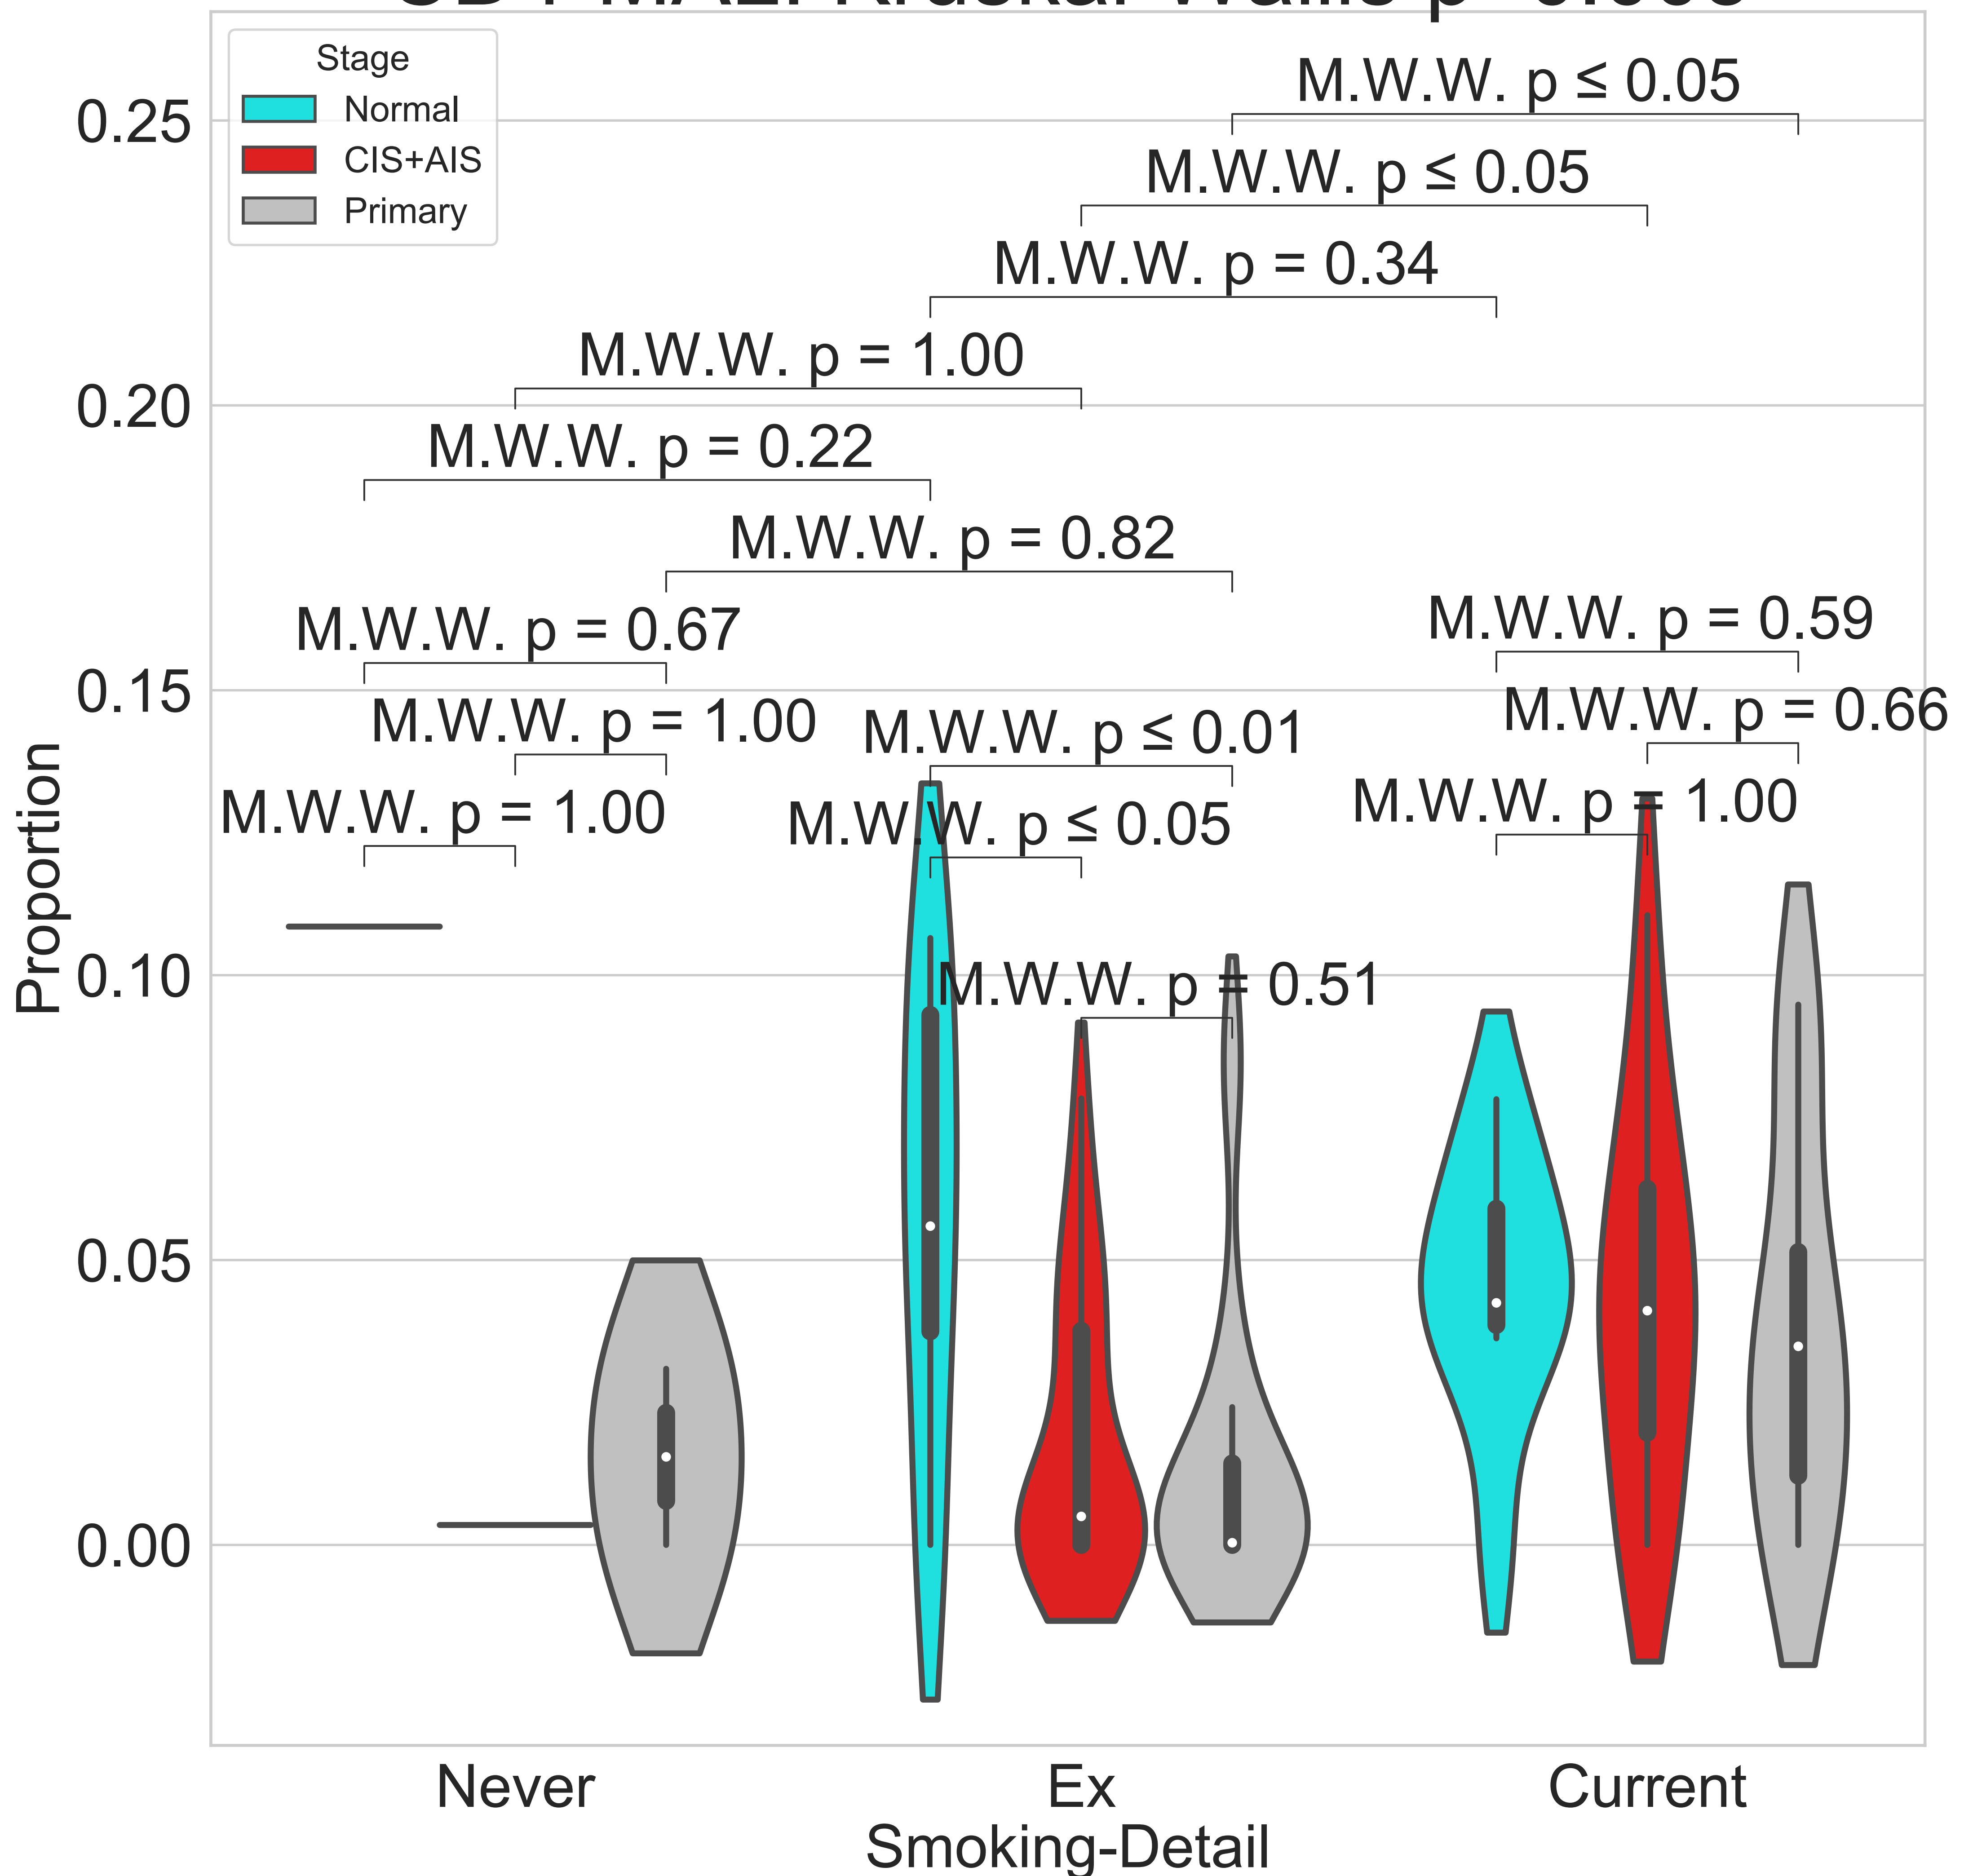 Stage
Normal
CIS+AIS
Primary
M.W.W. p ≤ 0.05
M.W.W. p ≤ 0.05
M.W.W. p = 0.34
M.W.W. p = 1.00
M.W.W. p = 0.22
M.W.W. p = 0.82
M.W.W. p = 0.67
M.W.W. p = 0.59
M.W.W. p = 1.00
M.W.W. p ≤ 0.01
M.W.W. p = 0.66
M.W.W. p = 1.00
M.W.W. p ≤ 0.05
M.W.W. p = 1.00
M.W.W. p = 0.51
0.25
0.20
0.15
0.10
0.05
0.00
Proportion
Never
Ex
Current
Smoking-Detail